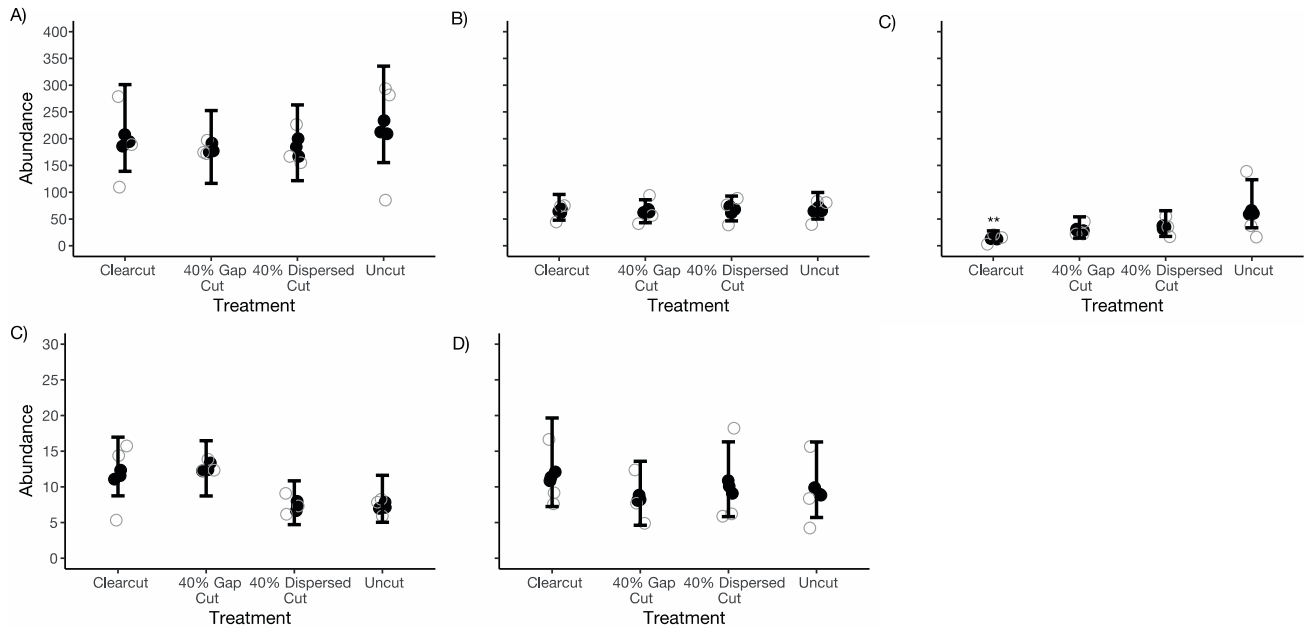 A)
B)
C)
400
350
300
250
200
150
100
50
0
Abundance
**
Clearcut 40% Gap Cut 40% Dispersed Cut Uncut
Clearcut 40% Gap Cut 40% Dispersed Cut Uncut
Clearcut 40% Gap Cut 40% Dispersed Cut Uncut
Treatment
Treatment
Treatment
C)
D)
30
25
20
15
10
5
0
Abundance
Clearcut 40% Gap Cut 40% Dispersed Cut Uncut
Clearcut 40% Gap Cut 40% Dispersed Cut Uncut
Treatment
Treatment